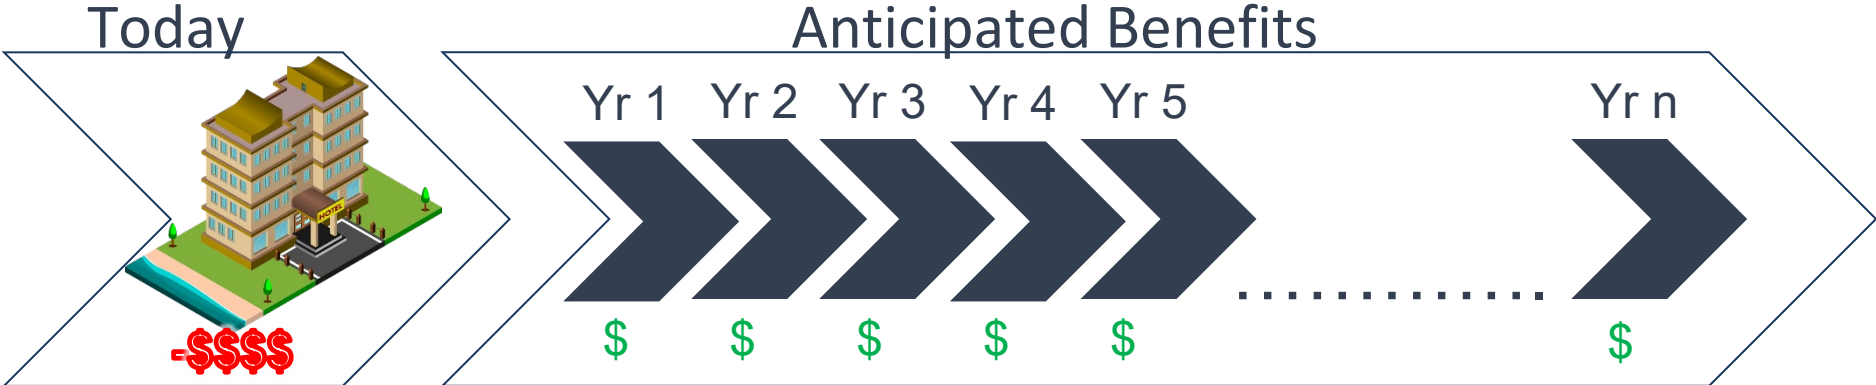 Today
Anticipated Benefits
Yr 1 Yr 2 Yr 3 Yr 4 Yr 5 Yr n
HOTEL
-$$$$
$ $ $ $ $ $